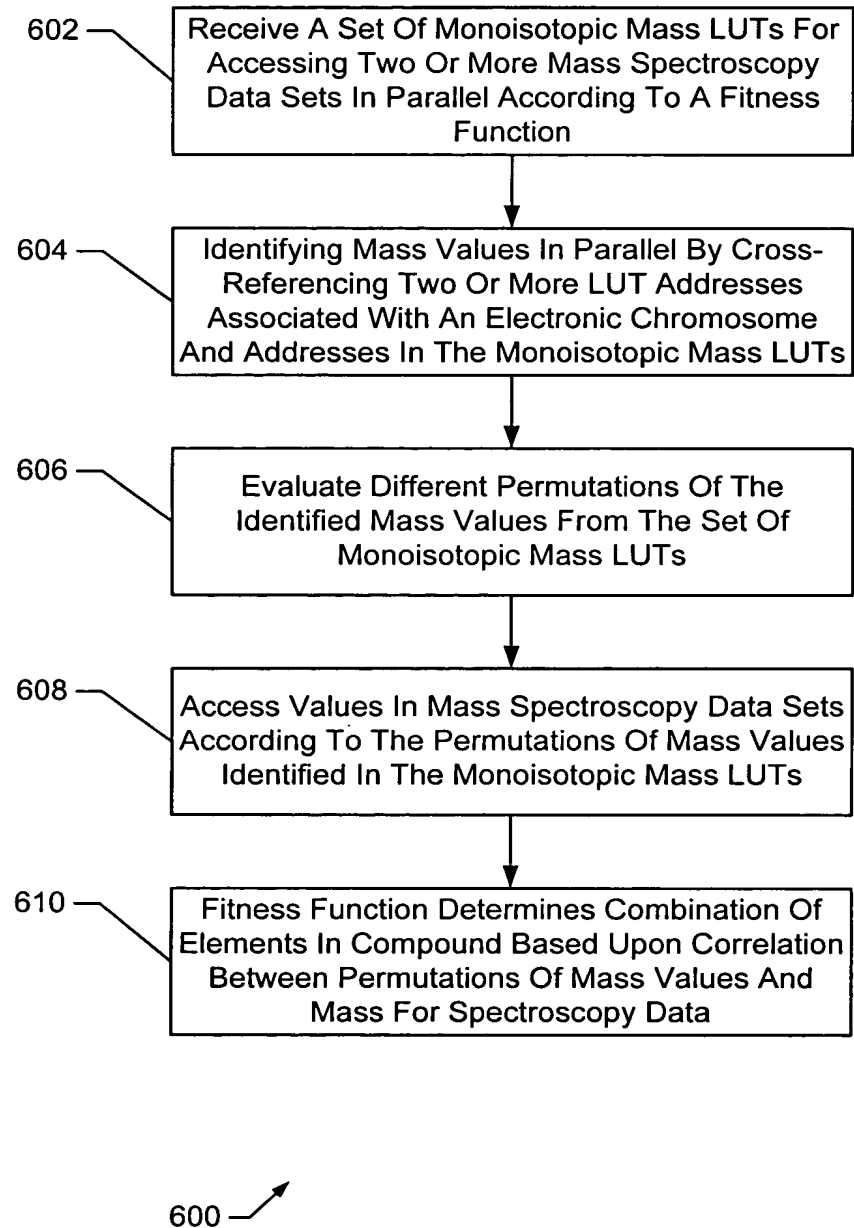 602
Receive A Set Of Monoisotopic Mass LUTs For
Accessing Two Or More Mass Spectroscopy
Data Sets In Parallel According To A Fitness
Function
604
Identifying Mass Values In Parallel By Cross-
Referencing Two Or More LUT Addresses
Associated With An Electronic Chromosome
And Addresses In The Monoisotopic Mass LUTs
606
Evaluate Different Permutations Of The
Identified Mass Values From The Set Of
Monoisotopic Mass LUTs
608
Access Values In Mass Spectroscopy Data Sets
According To The Permutations Of Mass Values
Identified In The Monoisotopic Mass LUTs
610
Fitness Function Determines Combination Of
Elements In Compound Based Upon Correlation
Between Permutations Of Mass Values And
Mass For Spectroscopy Data
600